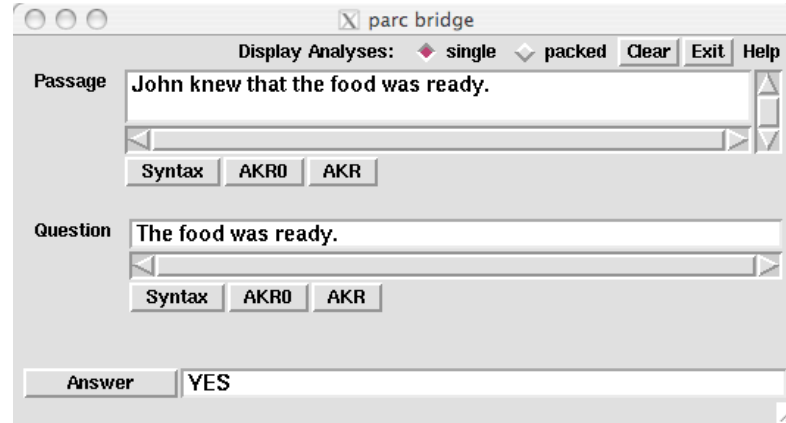 X parc bridge
Display Analyses: single packed Clear Exit Help
Passage John knew that the food was ready.
Syntax AKR0 AKR
Question The food was ready.
Syntax AKR0 AKR
Answer YES